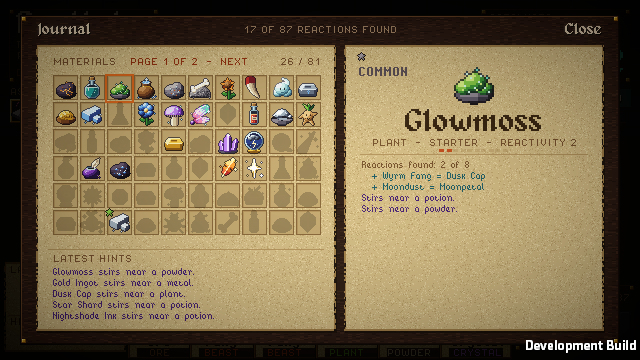 Journal
17 OF 87 REACTIONS FOUND
Close
MATERIALS PAGE 1 OF 2 - NEXT 26 / 81
LATEST HINTS
Glowmoss stirs near a powder.
Gold Ingot stirs near a metal.
Dusk Cap stirs near a plant.
Star Shard stirs near a potion.
Nightshade Ink stirs near a potion.
COMMON
Glowmoss
PLANT - STARTER - REACTIVITY 2
Reactions found: 2 of 8
+ Wyrm Fang = Dusk Cap
+ Moondust = Moonpetal
Stirs near a potion.
Stirs near a powder.
Development Build